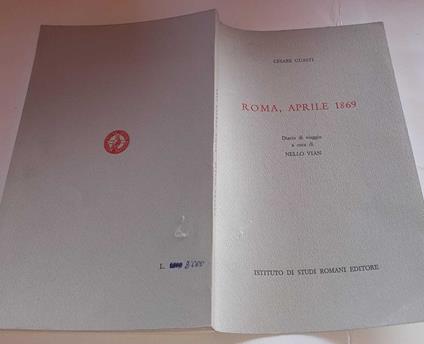 CESARE GUASTI
ROMA, APRILE 1869
Diario di viaggio
a cura di
NELLO VIAN
ISTITUTO DI STUDI ROMANI EDITORE
L.